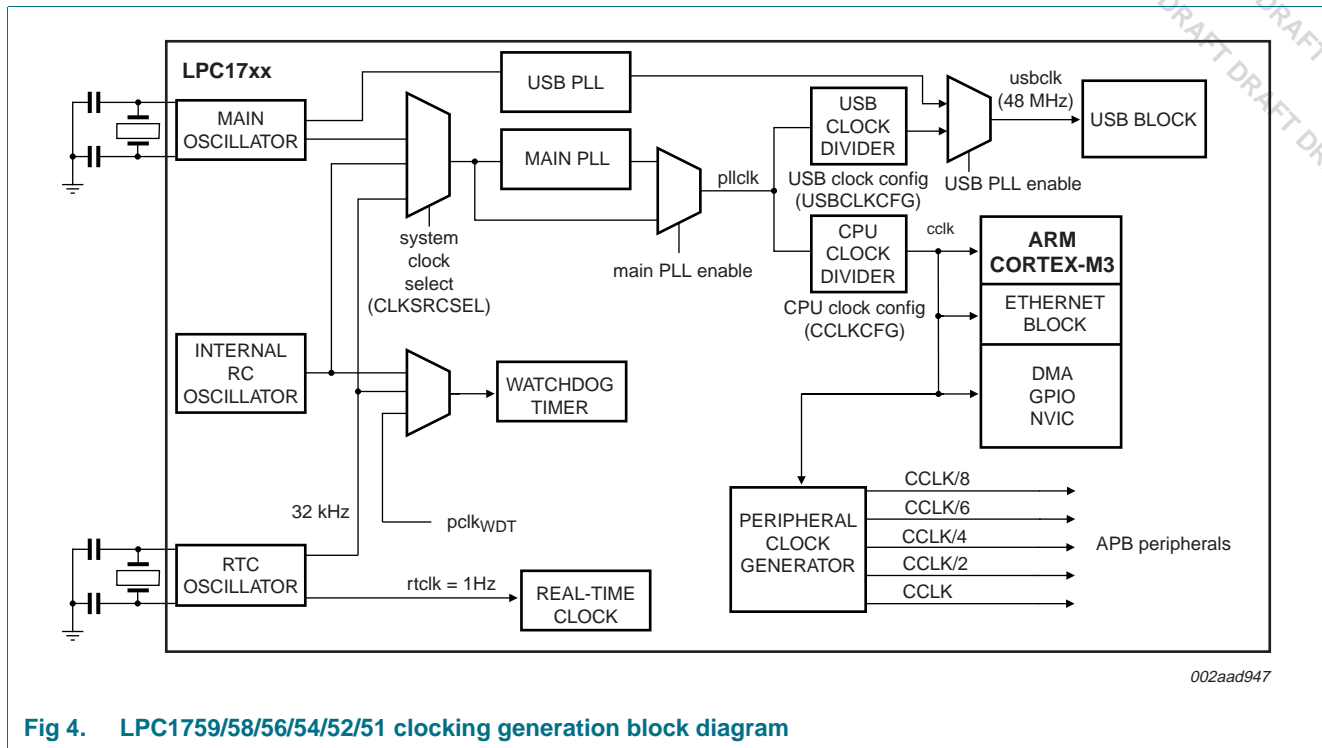 DRAFT DRAFT DR
DRAFT
LPC17xx
MAIN
OSCILLATOR
USB PLL
MAIN PLL
system
clock
select
(CLKSRCSEL)
main PLL enable
pllclk
USB
CLOCK
DIVIDER
USB clock config
(USBCLKCFG)
usbclk
(48 MHz)
USB BLOCK
USB PLL enable
CPU
CLOCK
DIVIDER
CPU clock config
(CCLKCFG)
cclk
ARM
CORTEX-M3
ETHERNET
BLOCK
DMA
GPIO
NVIC
INTERNAL
RC
OSCILLATOR
WATCHDOG
TIMER
32 kHz
pclkWDT
RTC
OSCILLATOR
rtclk = 1Hz
REAL-TIME
CLOCK
PERIPHERAL
CLOCK
GENERATOR
CCLK/8
CCLK/6
CCLK/4
CCLK/2
CCLK
APB peripherals
002aad947
Fig 4. LPC1759/58/56/54/52/51 clocking generation block diagram